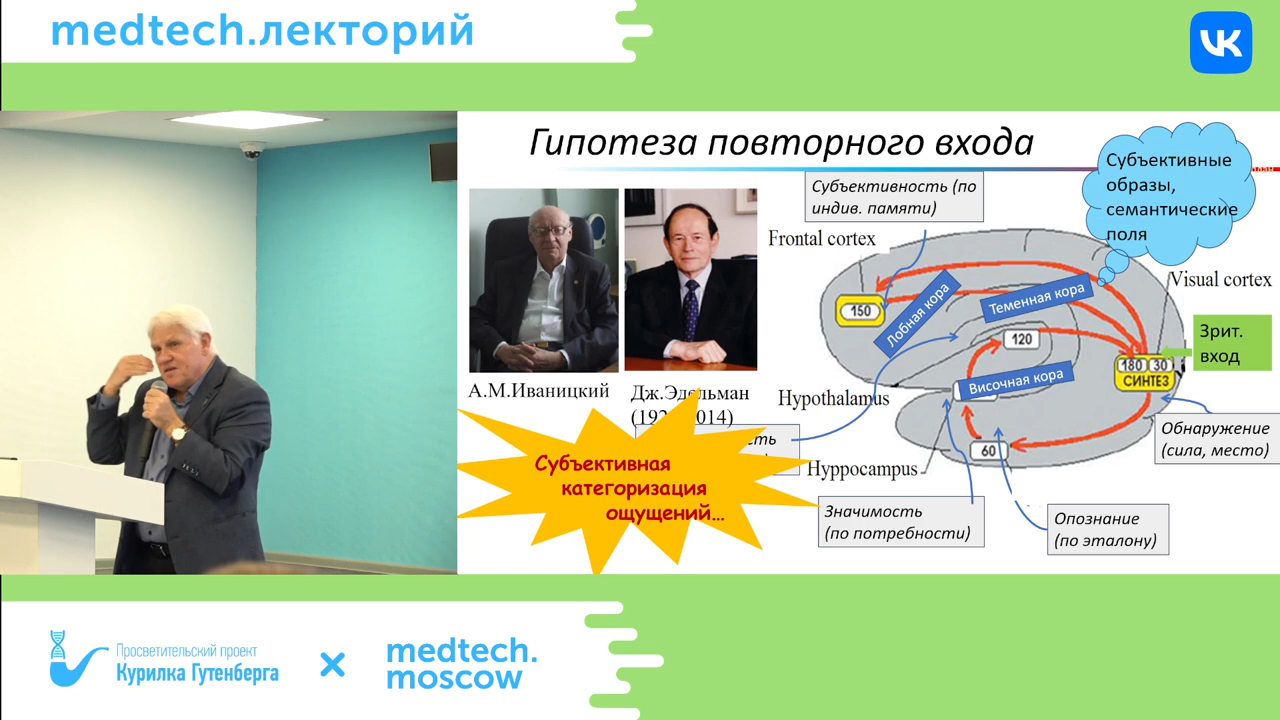 medtech.лекторий
Гипотеза повторного входа
Субъективные
образы,
семантические
поля
Субъективность (по
индив. памяти)
Frontal cortex
Visual cortex
150
Лобная кора
Теменная кора
120
Зрит.
вход
180 30
СИНТЕЗ
Височная кора
А.М.Иваницкий
Дж.Эдельман
Hypothalamus
Обнаружение
(сила, место)
60
Hyppocampus
Субъективная
категоризация
ощущений...
Значимость
(по потребности)
Опознание
(по эталону)
Просветительский проект
Курилка Гутенберга
×
medtech.
moscow